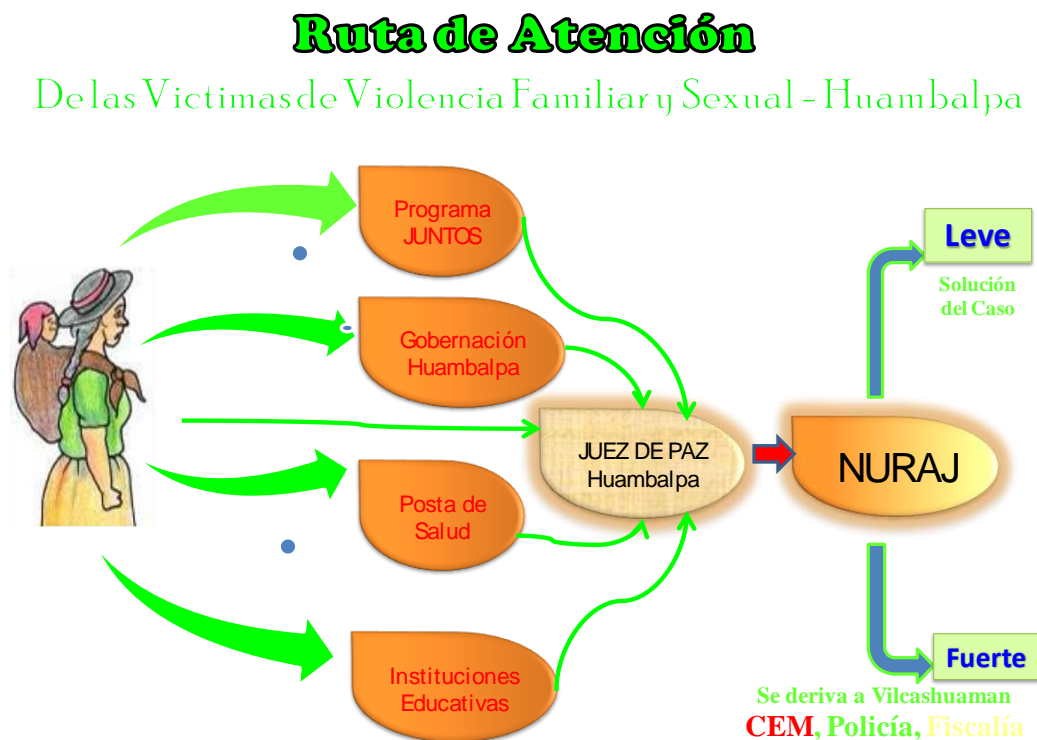 Ruta de Atención
De las Victimas de Violencia Familiar y Sexual - Huambalpa
Programa
JUNTOS
Gobernación
Huambalpa
JUEZ DE PAZ
Huambalpa
Posta de
Salud
Instituciones
Educativas
NURAJ
Leve
Solución
del Caso
Fuerte
Se deriva a Vilcashuaman
CEM, Policía, Fiscalía